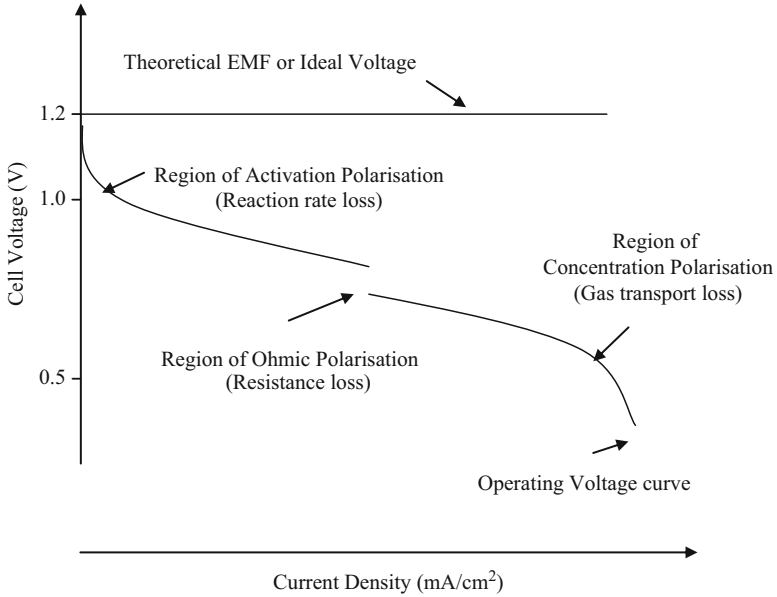 Theoretical EMF or Ideal Voltage
1.2
Region of Activation Polarisation
(Reaction rate loss)
1.0
Cell Voltage (V)
Region of
Concentration Polarisation
(Gas transport loss)
Region of Ohmic Polarisation
(Resistance loss)
0.5
Operating Voltage curve
Current Density (mA/cm²)